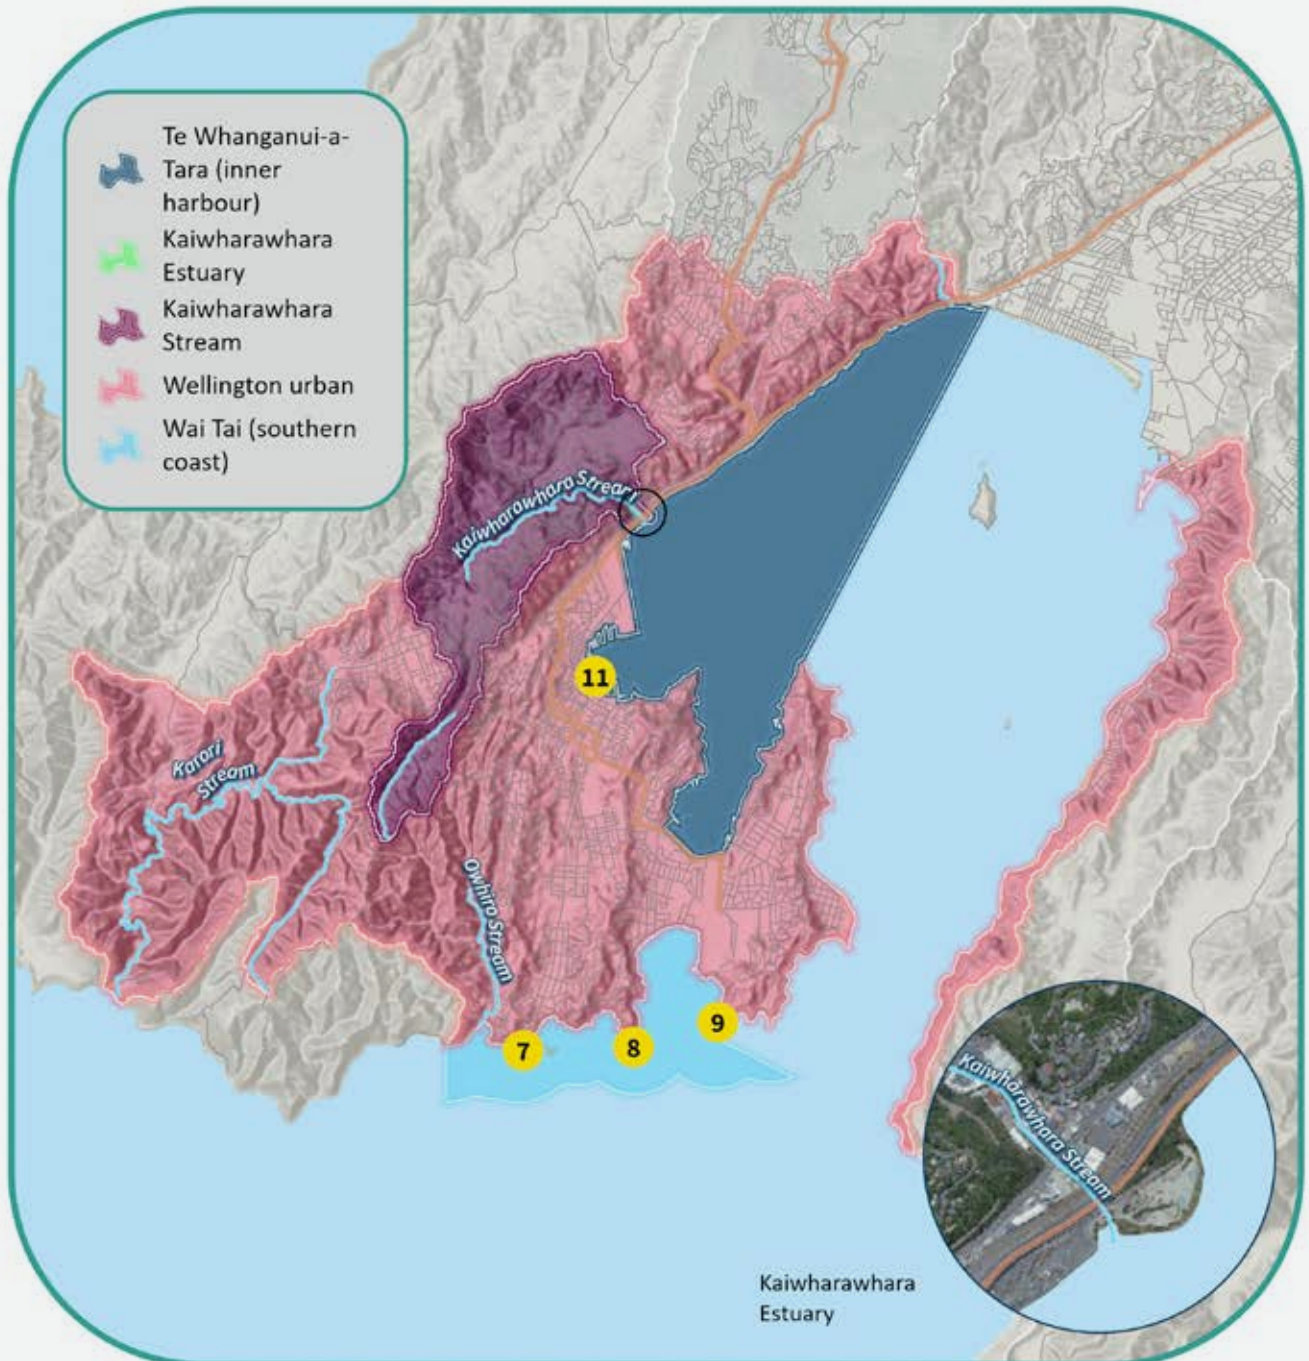 Te Whanganui-a-
Tara (inner
harbour)
Kaiwharawhara
Estuary
Kaiwharawhara
Stream
Wellington urban
Wai Tai (southern
coast)
Kaiwharawhara Stream
11
Karori
Stream
Owhiro Stream
7
8
9
Kaiwharawhara Stream
Kaiwharawhara
Estuary